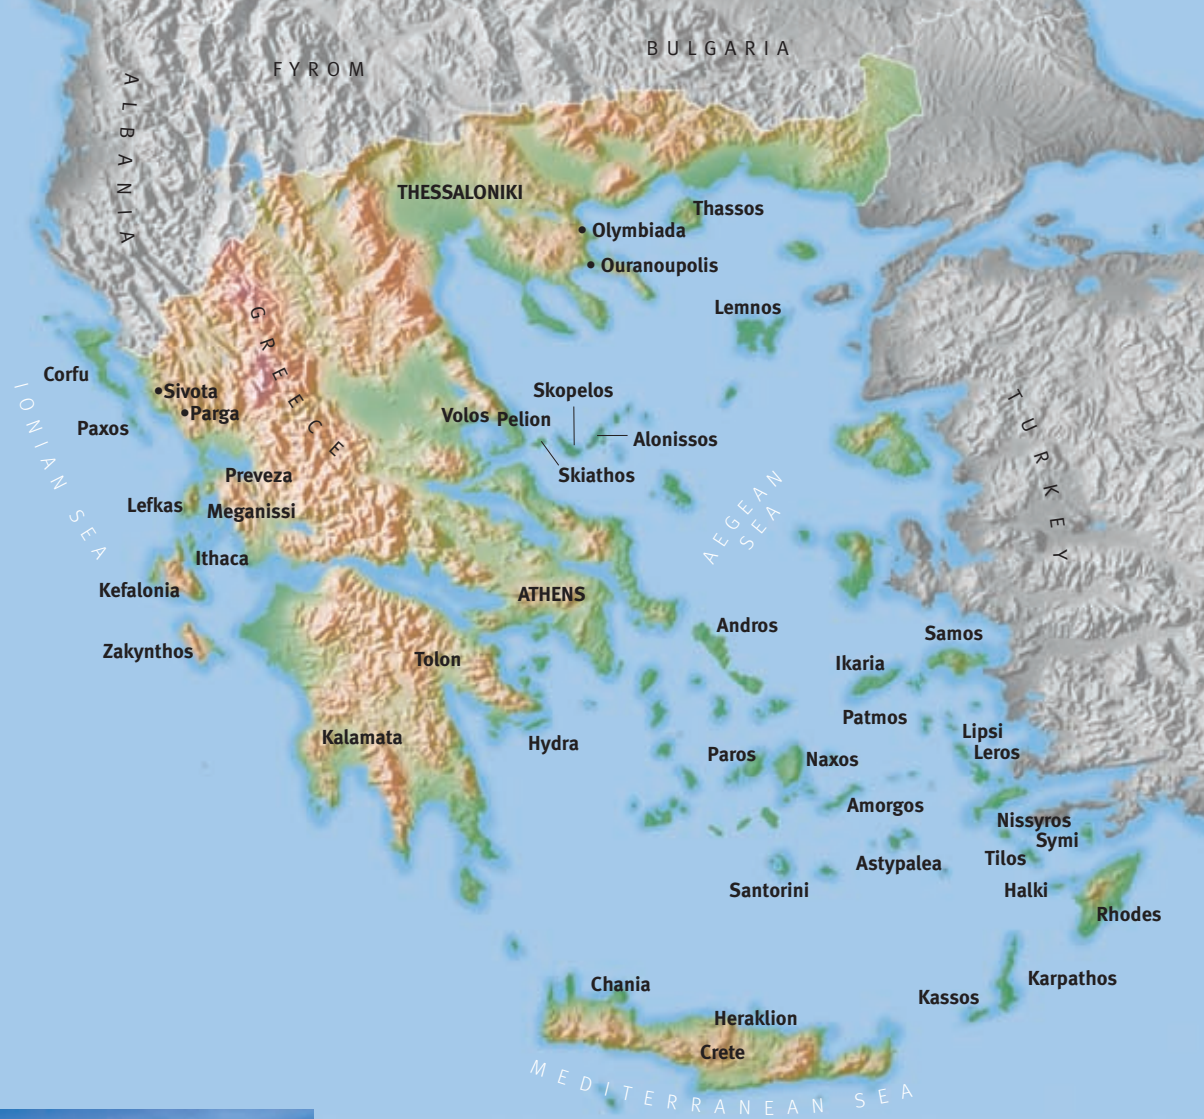 BULGARIA
FYROM
ALBANIA
THESSALONIKI
Thassos
Olymbiada
Ouranoupolis
Lemnos
GREECE
Corfu
Sivota
Parga
Paxos
IONIAN SEA
Skopelos
Volos
Pelion
Alonissos
Skiathos
TURKEY
AEGEAN
SEA
Preveza
Lefkas
Meganissi
Ithaca
Kefalonia
ATHENS
Zakynthos
Tolon
Andros
Samos
Ikaria
Patmos
Lipsi
Leros
Kalamata
Hydra
Paros
Naxos
Amorgos
Nissyros
Symi
Tilos
Astypalea
Santorini
Halki
Rhodes
Karpathos
Kassos
Chania
Heraklion
Crete
MEDITERRANEAN SEA